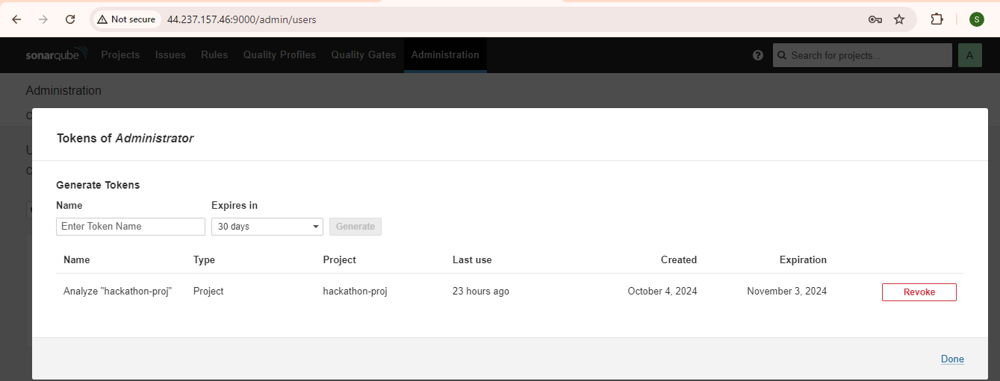 Not secure 44.237.157.46:9000/admin/users S
sonarqube Projects Issues Rules Quality Profiles Quality Gates Administration ? Search for projects... A
Administration
Tokens of Administrator
Generate Tokens
Name Expires in
Enter Token Name 30 days Generate
Name Type Project Last use Created Expiration
Analyze "hackathon-proj" Project hackathon-proj 23 hours ago October 4, 2024 November 3, 2024 Revoke
Done